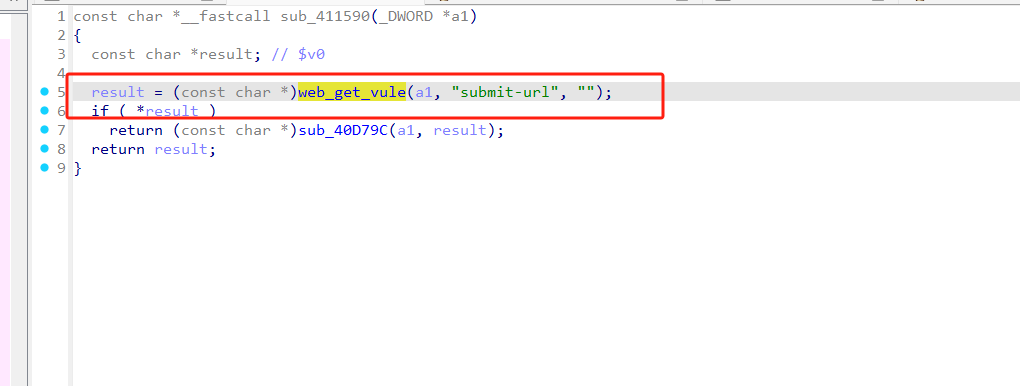 1 const char *__fastcall sub_411590(_DWORD *a1)
2 {
3 const char *result; // $v0
4
5 result = (const char *)web_get_vule(a1, "submit-url", "");
6 if ( *result )
7 return (const char *)sub_40D79C(a1, result);
8 return result;
9 }